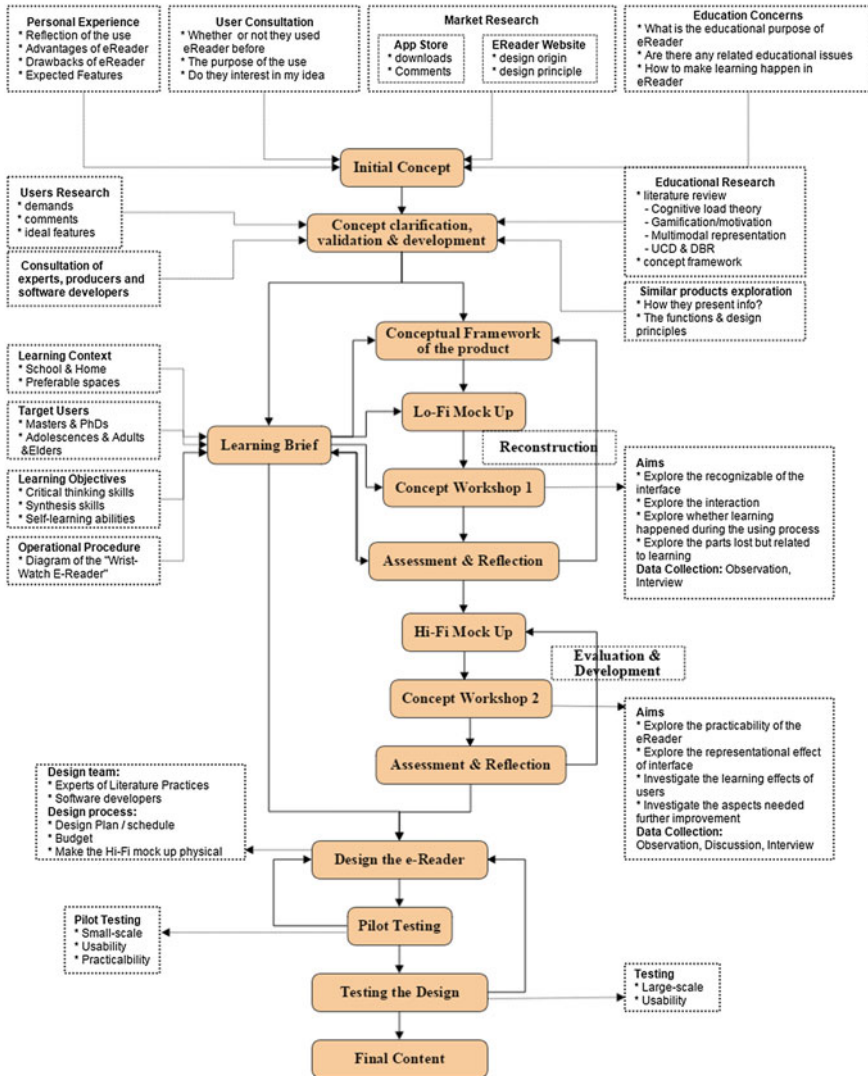 Personal Experience
* Reflection of the use
* Advantages of eReader
* Drawbacks of eReader
* Expected Features
User Consultation
* Whether or not they used
eReader before
* The purpose of the use
* Do they interest in my idea
Market Research
App Store
* downloads
* Comments
EReader Website
* design origin
* design principle
Education Concerns
* What is the educational purpose of
eReader
* Are there any related educational issues
* How to make learning happen in
eReader
Initial Concept
Users Research
* demands
* comments
* ideal features
Concept clarification,
validation & development
Educational Research
* literature review
- Cognitive load theory
- Gamification/motivation
- Multimodal representation
- UCD & DBR
* concept framework
Consultation of
experts, producers and
software developers
Similar products exploration
* How they present info?
* The functions & design
principles
Conceptual Framework
of the product
Learning Context
* School & Home
* Preferable spaces
Lo-Fi Mock Up
Target Users
* Masters & PhDs
* Adolescences & Adults
&Elders
Learning Brief
Reconstruction
Learning Objectives
* Critical thinking skills
* Synthesis skills
* Self-learning abilities
Concept Workshop 1
Aims
* Explore the recognizable of the
interface
* Explore the interaction
* Explore whether learning
happened during the using process
* Explore the parts lost but related
to learning
Data Collection: Observation,
Interview
Operational Procedure
* Diagram of the "Wrist-
Watch E-Reader"
Assessment & Reflection
Hi-Fi Mock Up
Evaluation &
Development
Concept Workshop 2
Aims
* Explore the practicability of the
eReader
* Explore the representational effect
of interface
* Investigate the learning effects of
users
* Investigate the aspects needed
further improvement
Data Collection:
Observation, Discussion, Interview
Assessment & Reflection
Design team:
* Experts of Literature Practices
* Software developers
Design process:
* Design Plan / schedule
* Budget
* Make the Hi-Fi mock up physical
Design the e-Reader
Pilot Testing
Pilot Testing
* Small-scale
* Usability
* Practicalbility
Testing the Design
Testing
* Large-scale
* Usability
Final Content